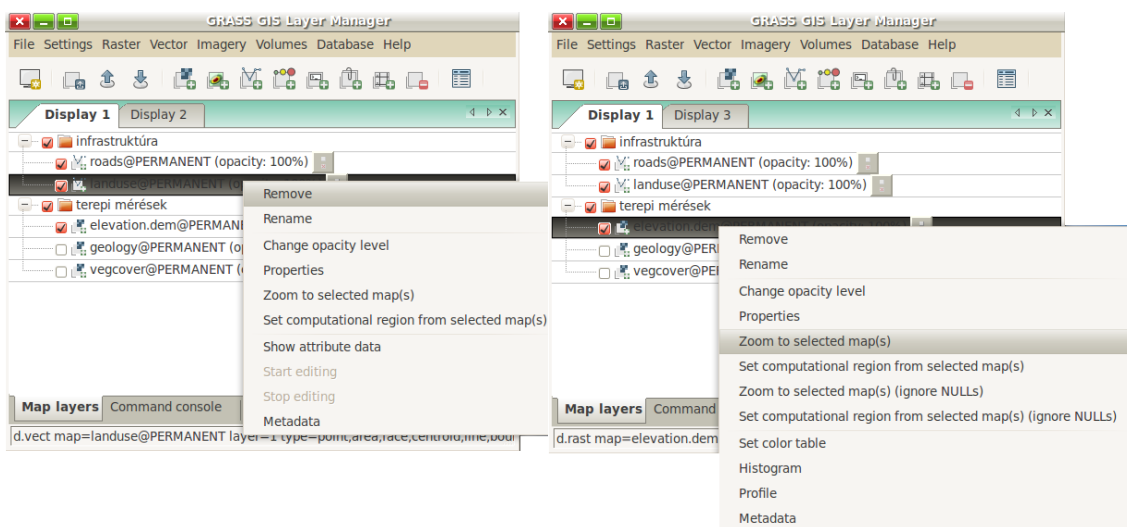 GRASS GIS Layer Manager
File Settings Raster Vector Imagery Volumes Database Help
Display 1 Display 2
infrastruktúra
roads@PERMANENT (opacity: 100%)
landuse@PERMANENT (o
terepi mérések
elevation.dem@PERMAN
geology@PERMANENT (o
vegcover@PERMANENT (
Remove
Rename
Change opacity level
Properties
Zoom to selected map(s)
Set computational region from selected map(s)
Show attribute data
Start editing
Stop editing
Metadata
Map layers Command console
d.vect map=landuse@PERMANENT layer=1 type=point,area,face,centroid,line,bou
GRASS GIS Layer Manager
File Settings Raster Vector Imagery Volumes Database Help
Display 1 Display 3
infrastruktúra
roads@PERMANENT (opacity: 100%)
landuse@PERMANENT (opacity: 100%)
terepi mérések
geology@PER
vegcover@PE
Remove
Rename
Change opacity level
Properties
Zoom to selected map(s)
Set computational region from selected map(s)
Zoom to selected map(s) (ignore NULLs)
Set computational region from selected map(s) (ignore NULLs)
Set color table
Histogram
Profile
Metadata
Map layers Command
d.rast map=elevation.dem